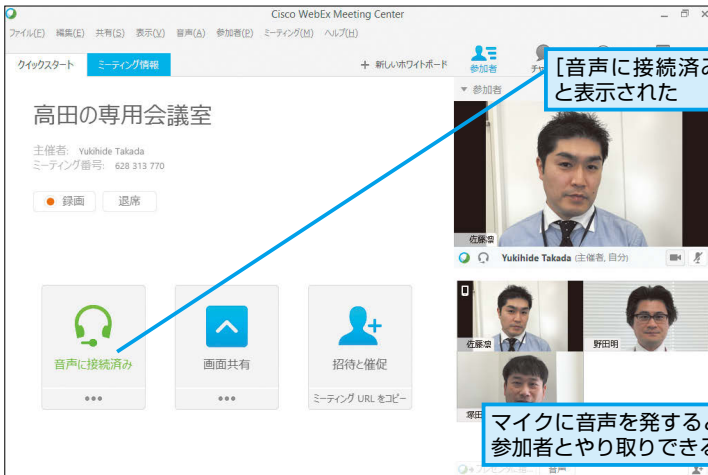 Cisco WebEx Meeting Center
ファイル(F) 編集(E) 共有(S) 表示(V) 音声(A) 参加者(P) ミーティング(M) ヘルプ(H)
クイックスタート ミーティング情報 + 新しいホワイトボード
参加者
[音声に接続済み
と表示された
▼ 参加者
高田の専用会議室
主催者: Yukihide Takada
ミーティング番号: 628 313 770
● 録画 退席
佐藤凛
Yukihide Takada (主催者, 自分)
佐藤凛 野田明
音声に接続済み 画面共有 招待と催促
ミーティング URL をコピー
塚田
マイクに音声を発すると
参加者とやり取りできる
音声